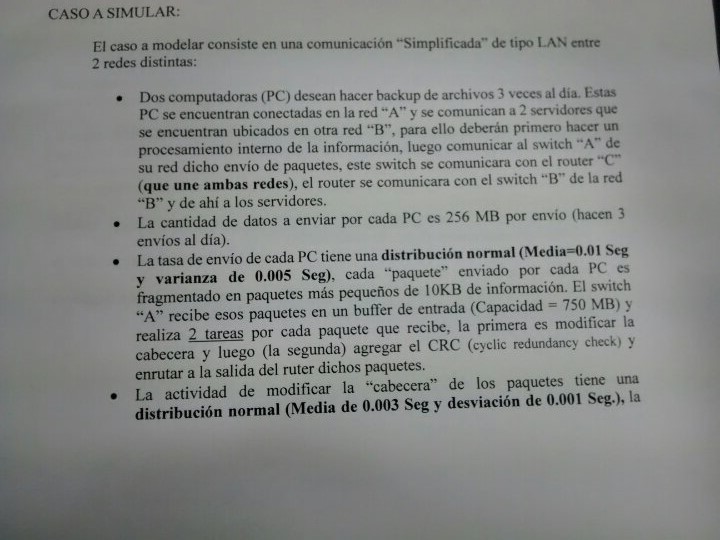 CASO A SIMULAR:
El caso a modelar consiste en una comunicación “Simplificada” de tipo LAN entre
2 redes distintas:
• Dos computadoras (PC) desean hacer backup de archivos 3 veces al día. Estas
PC se encuentran conectadas en la red “A” y se comunican a 2 servidores que
se encuentran ubicados en otra red “B”, para ello deberán primero hacer un
procesamiento interno de la información, luego comunicar al switch “A” de
su red dicho envío de paquetes, este switch se comunicara con el router “C”
(que une ambas redes), el router se comunicara con el switch “B” de la red
“B” y de ahí a los servidores.
• La cantidad de datos a enviar por cada PC es 256 MB por envío (hacen 3
envíos al día).
• La tasa de envío de cada PC tiene una distribución normal (Media=0.01 Seg
y varianza de 0.005 Seg), cada “paquete” enviado por cada PC es
fragmentado en paquetes más pequeños de 10KB de información. El switch
“A” recibe esos paquetes en un buffer de entrada (Capacidad = 750 MB) y
realiza 2 tareas por cada paquete que recibe, la primera es modificar la
cabecera y luego (la segunda) agregar el CRC (cyclic redundancy check) y
enrutar a la salida del ruter dichos paquetes.
• La actividad de modificar la “cabecera” de los paquetes tiene una
distribución normal (Media de 0.003 Seg y desviación de 0.001 Seg.), la